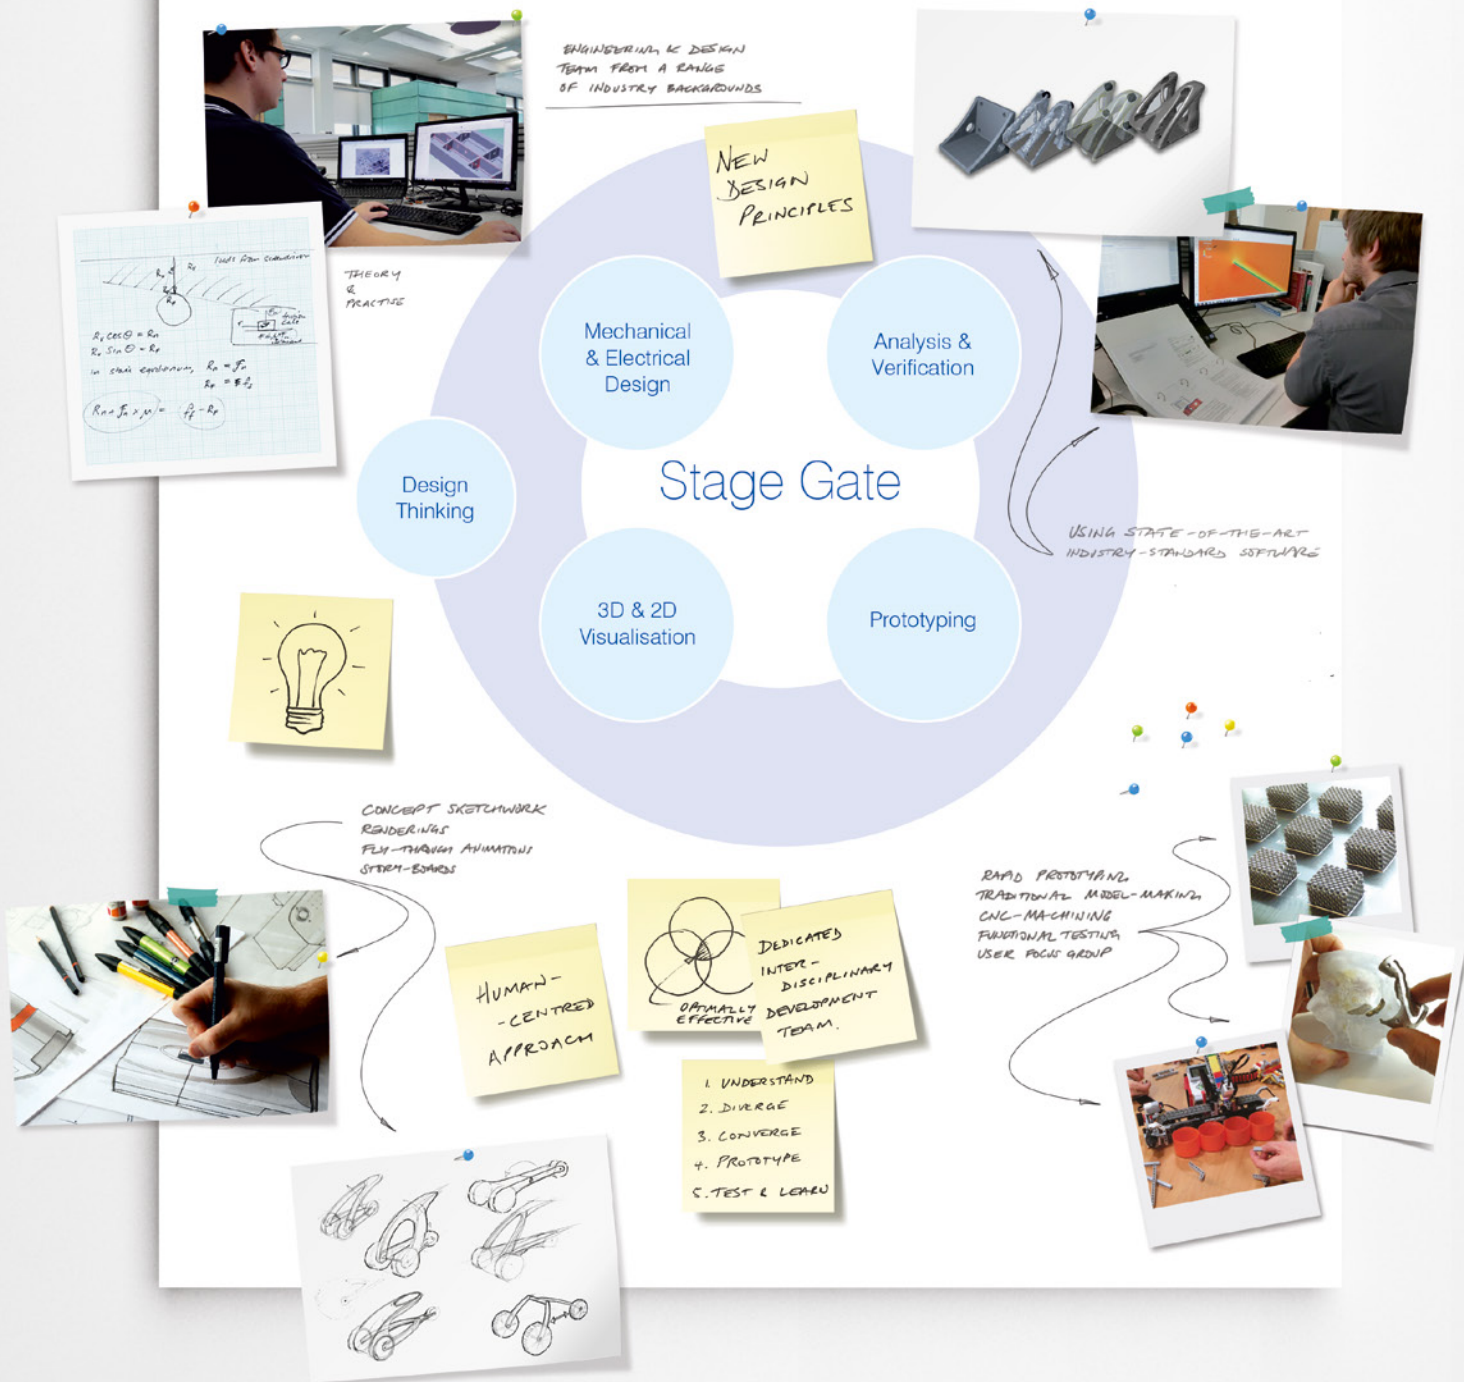 ENGINEERING & DESIGN
TEAM FROM A RANGE
OF INDUSTRY BACKGROUNDS
NEW
DESIGN
PRINCIPLES
THEORY
&
PRACTISE
in static equilibrium,
Mechanical
& Electrical
Design
Analysis &
Verification
Design
Thinking
Stage Gate
3D & 2D
Visualisation
Prototyping
USING STATE-OF-THE-ART
INDUSTRY-STANDARD SOFTWARE
CONCEPT SKETCHWORK
RENDERINGS
FLY-THROUGH ANIMATIONS
STORY-BOARDS
RAPID PROTOTYPING
TRADITIONAL MODEL-MAKING
CNC-MACHINING
FUNCTIONAL TESTING
USER FOCUS GROUP
HUMAN-
-CENTRED
APPROACH
OPTIMALLY
EFFECTIVE
DEDICATED
INTER-
DISCIPLINARY
DEVELOPMENT
TEAM.
1. UNDERSTAND
2. DIVERGE
3. CONVERGE
4. PROTOTYPE
5. TEST & LEARN